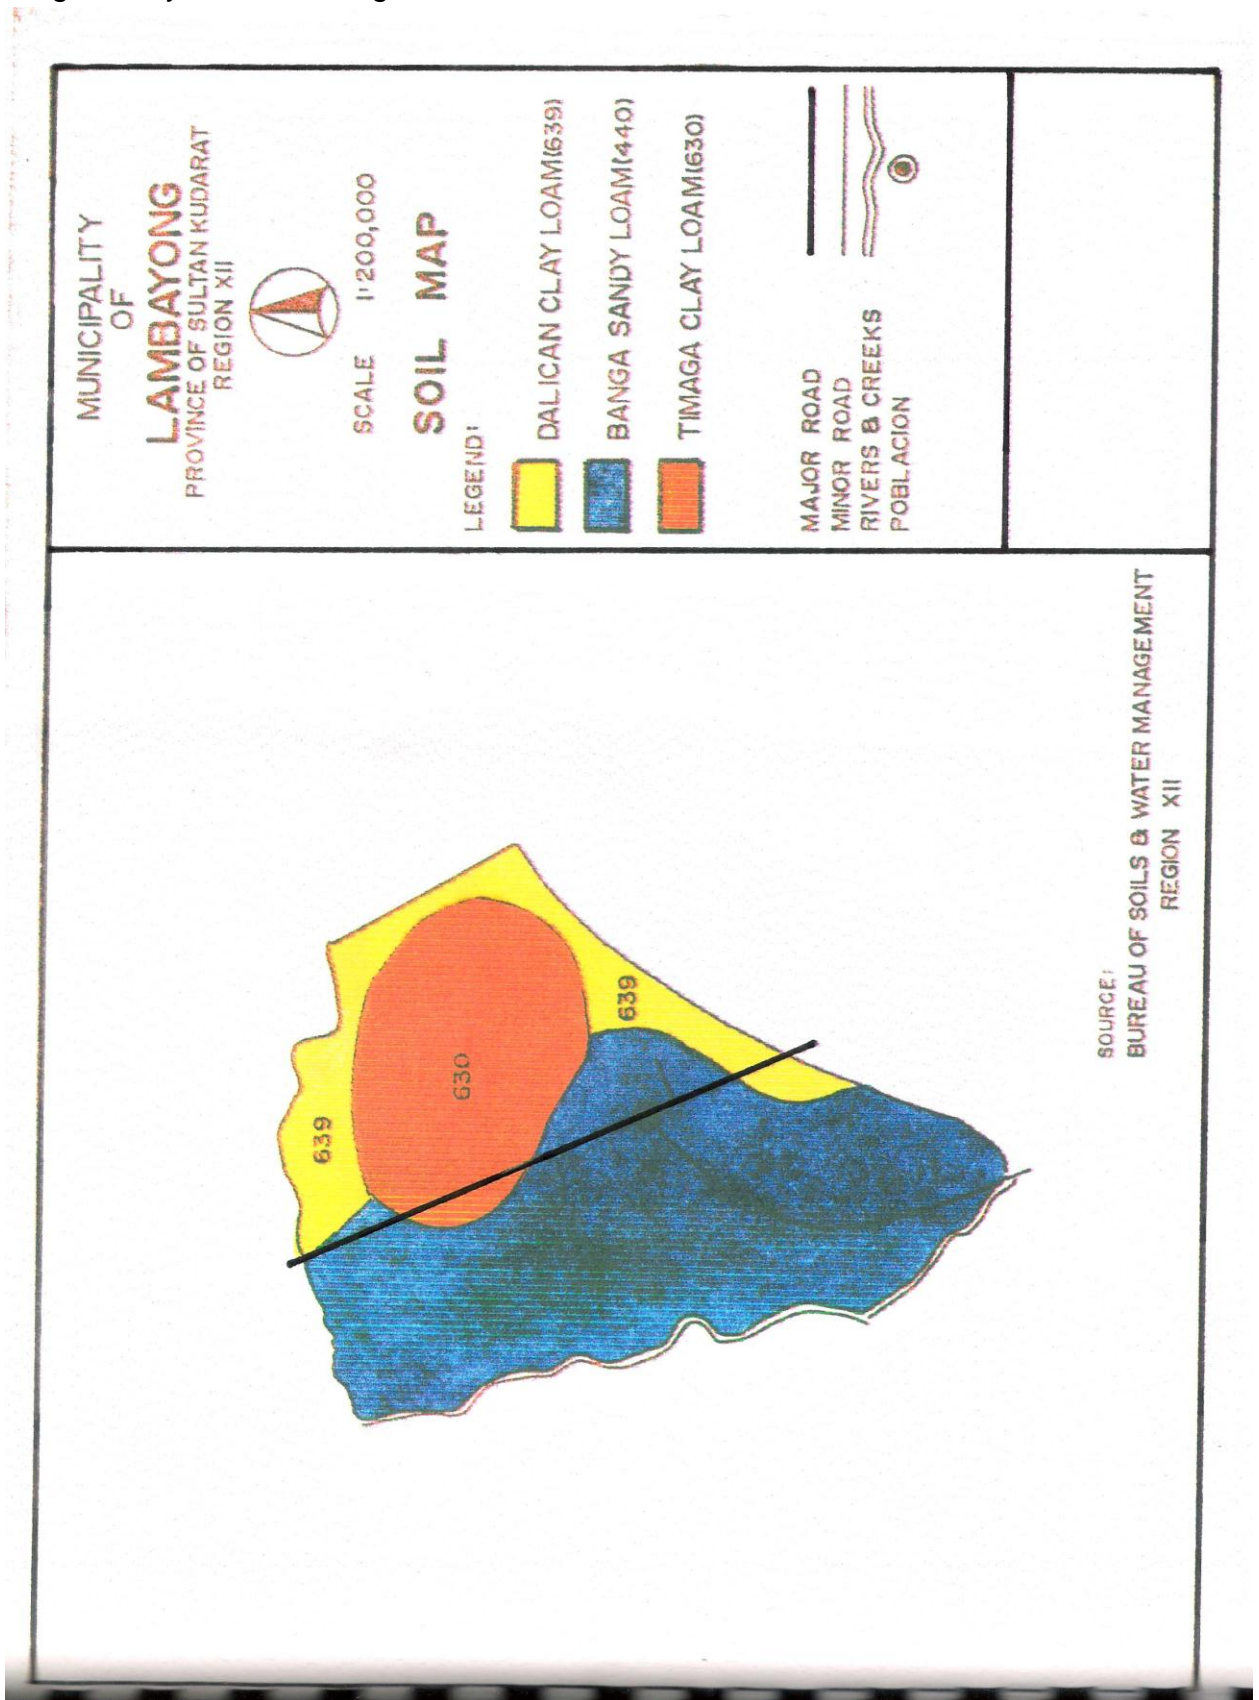 MUNICIPALITY
OF
LAMBAYONG
PROVINCE OF SULTAN KUDARAT
REGION XII
SCALE 1:200,000
SOIL MAP
LEGEND:
DALICAN CLAY LOAM(639)
BANGA SANDY LOAM(440)
TIMAGA CLAY LOAM(630)
MAJOR ROAD
MINOR ROAD
RIVERS & CREEKS
POBLACION
639
630
639
SOURCE:
BUREAU OF SOILS & WATER MANAGEMENT
REGION XII